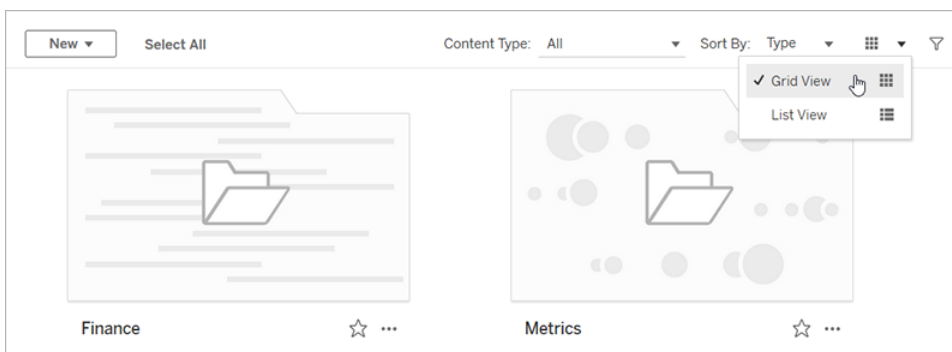 New Select All Content Type: All Sort By: Type
Grid View
List View
Finance Metrics